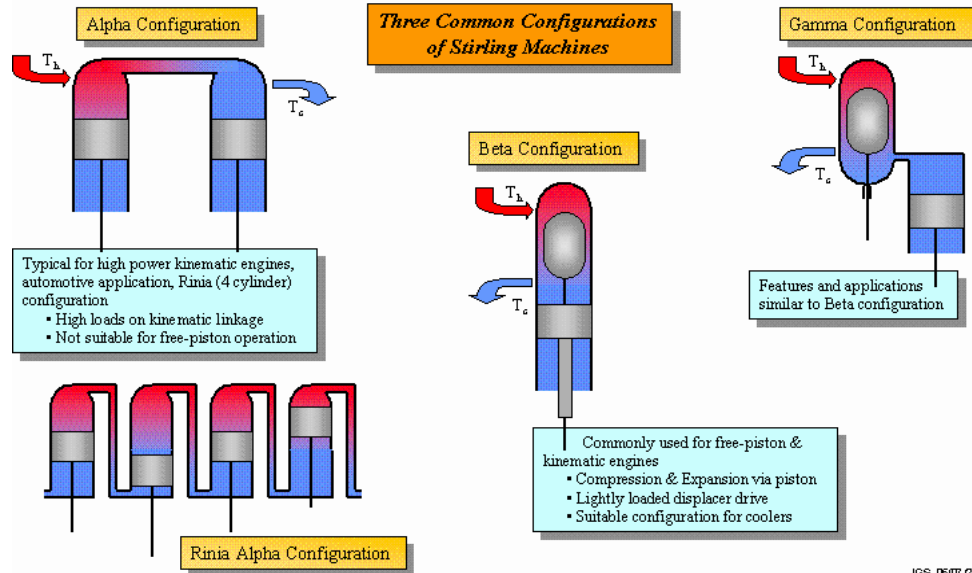 Three Common Configurations
of Stirling Machines
Alpha Configuration
Th
Tc
Typical for high power kinematic engines,
automotive application, Rinia (4 cylinder)
configuration
▪ High loads on kinematic linkage
▪ Not suitable for free-piston operation
Rinia Alpha Configuration
Beta Configuration
Th
Tc
Commonly used for free-piston &
kinematic engines
▪ Compression & Expansion via piston
▪ Lightly loaded displacer drive
▪ Suitable configuration for coolers
Gamma Configuration
Th
Tc
Features and applications
similar to Beta configuration